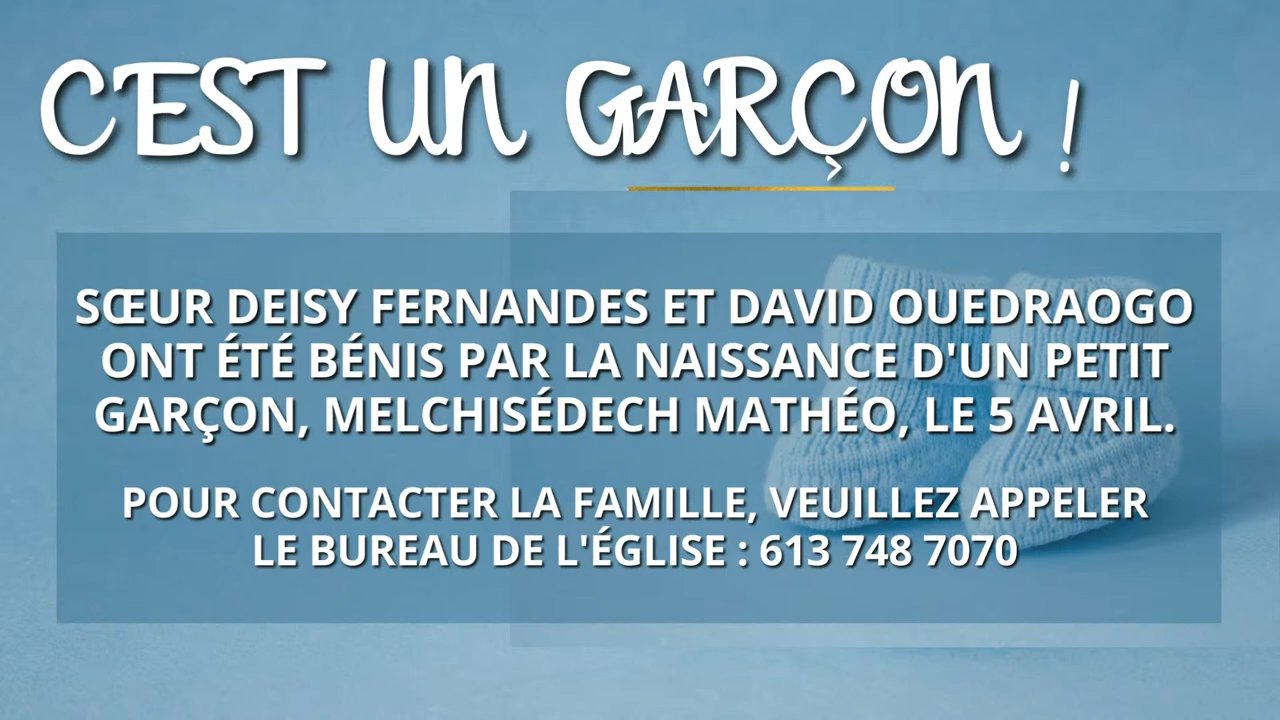 C'EST UN GARÇON !
SŒUR DEISY FERNANDES ET DAVID OUEDRAOGO
ONT ÉTÉ BÉNIS PAR LA NAISSANCE D'UN PETIT
GARÇON, MELCHISÉDECH MATHÉO, LE 5 AVRIL.
POUR CONTACTER LA FAMILLE, VEUILLEZ APPELER
LE BUREAU DE L'ÉGLISE : 613 748 7070